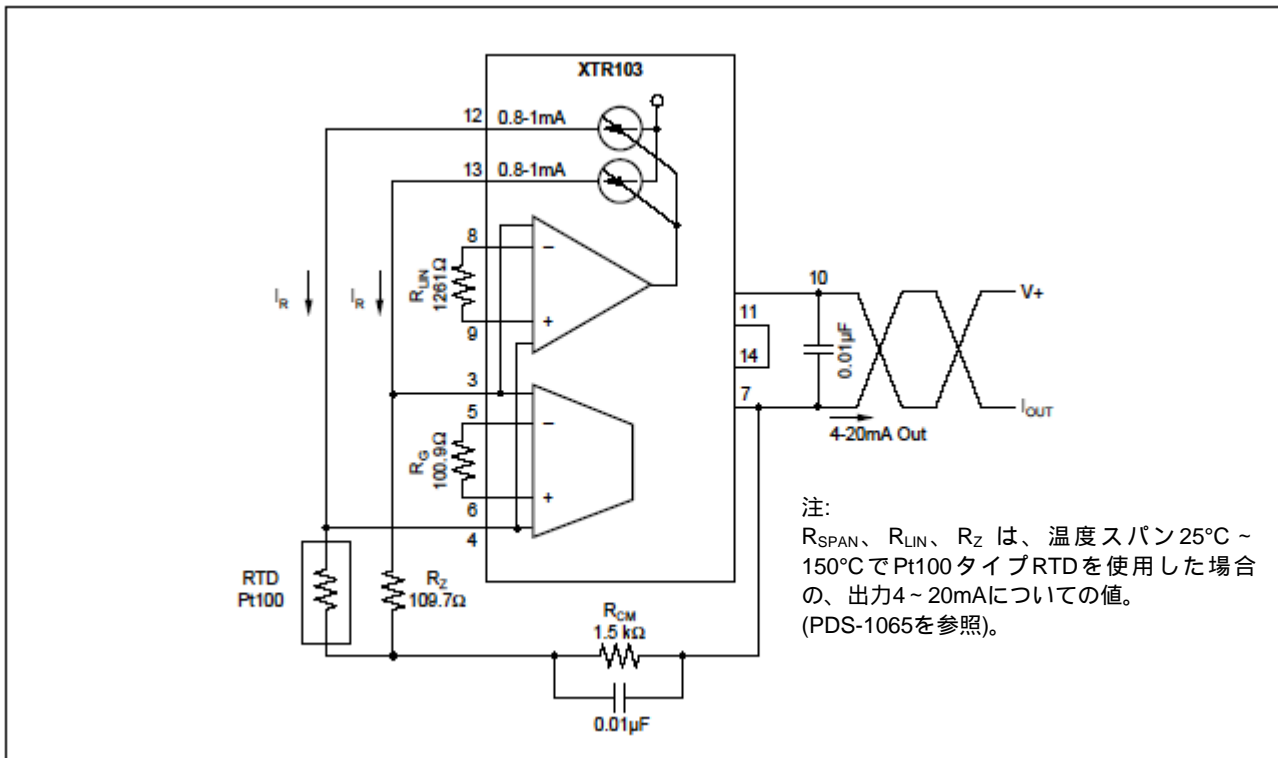 XTR103
12 0.8-1mA
13 0.8-1mA
8
−
RLIN
1261Ω
+
9
IR
IR
10
V+
11
0.01µF
14
3
5
−
7
IOUT
4-20mA Out
RG
100.9Ω
+
6
4
RTD
Pt100
RZ
109.7Ω
RCM
1.5 kΩ
0.01µF
注:
RSPAN、RLIN、RZ は、温度スパン25°C ~
150°CでPt100タイプRTDを使用した場合
の、出力4 ~ 20mAについての値。
(PDS-1065を参照)。